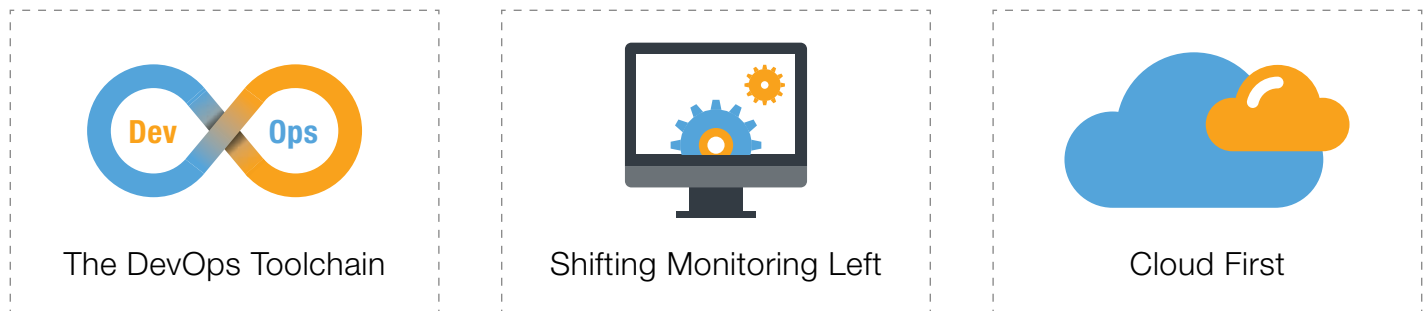 Dev Ops
The DevOps Toolchain
Shifting Monitoring Left
Cloud First